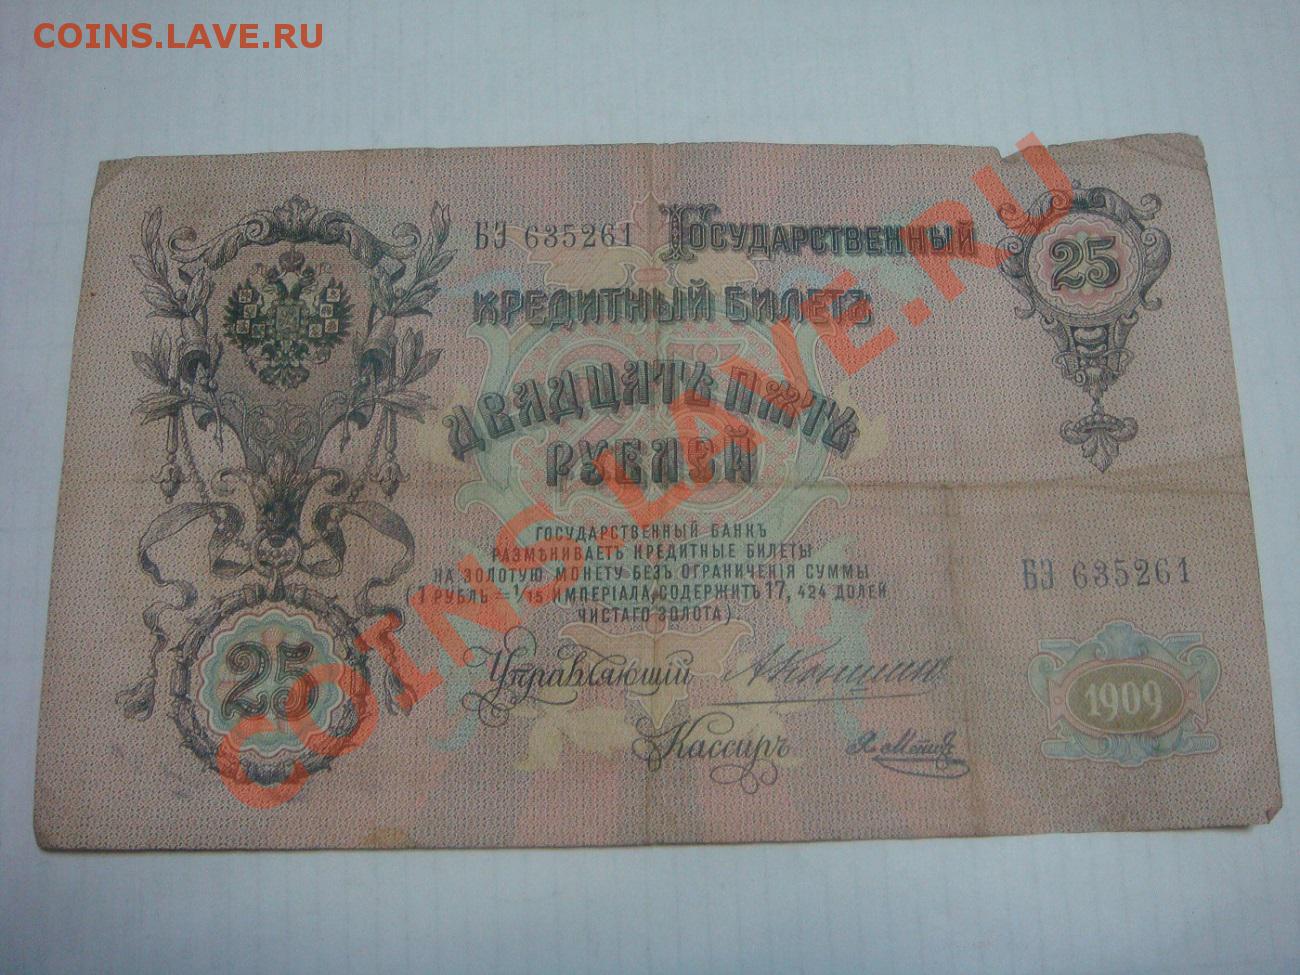 COINS.LAVE.RU
БЭ 635261
Государственный
25
Кредитный Билетъ
Двадцать пять
рублей
ГОСУДАРСТВЕННЫЙ БАНКЪ
РАЗМѢНИВАЕТЪ КРЕДИТНЫЕ БИЛЕТЫ
НА ЗОЛОТУЮ МОНЕТУ БЕЗЪ ОГРАНИЧЕНІЯ СУММЫ
(1 РУБЛЬ = 1/15 ИМПЕРІАЛА, СОДЕРЖИТЪ 17, 424 ДОЛЕЙ
ЧИСТАГО ЗОЛОТА)
БЭ 635261
25
Управляющій
1909
Кассиръ
COINS.LAVE.RU